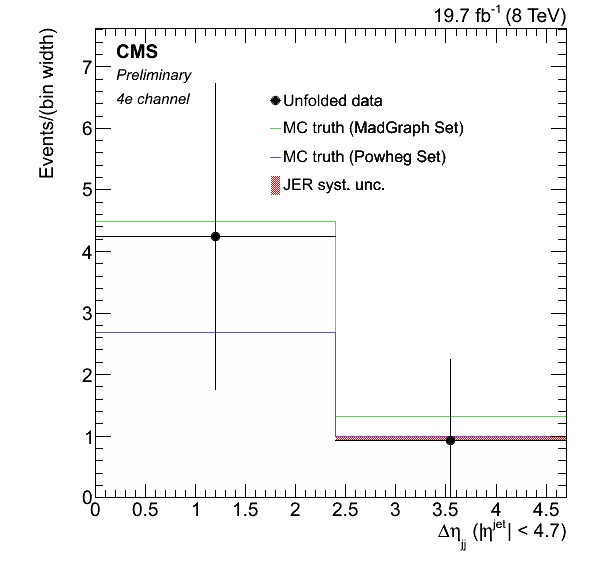 19.7 fb⁻¹ (8 TeV)
Events/(bin width)
CMS
Preliminary
4e channel
Unfolded data
MC truth (MadGraph Set)
MC truth (Powheg Set)
JER syst. unc.
7
6
5
4
3
2
1
0
0 0.5 1 1.5 2 2.5 3 3.5 4 4.5
Δη_jj (|η^jet| < 4.7)